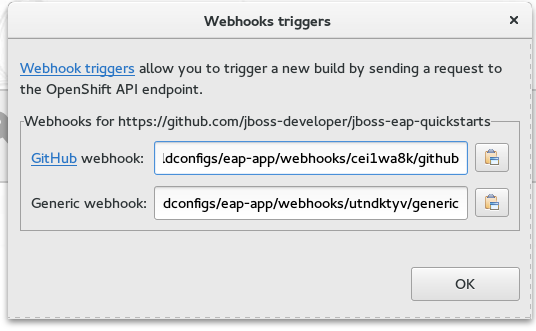 Webhooks triggers
Webhook triggers allow you to trigger a new build by sending a request to
the OpenShift API endpoint.
Webhooks for https://github.com/jboss-developer/jboss-eap-quickstarts
GitHub webhook: dconfigs/eap-app/webhooks/cei1wa8k/github
Generic webhook: dconfigs/eap-app/webhooks/utndktyv/generic
OK